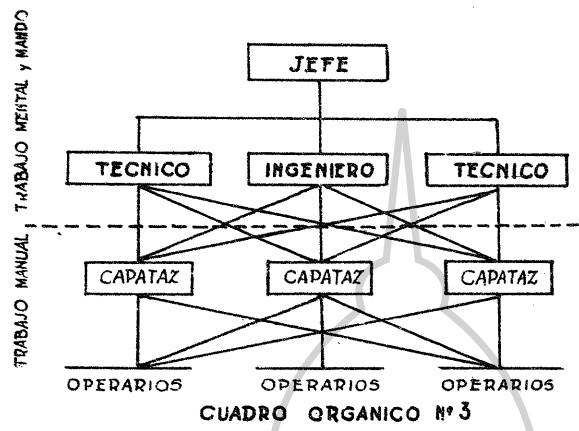 JEFE
TRABAJO MENTAL y MANDO
TECNICO INGENIERO TECNICO
TRABAJO MANUAL
CAPATAZ CAPATAZ CAPATAZ
OPERARIOS OPERARIOS OPERARIOS
CUADRO ORGANICO Nº 3